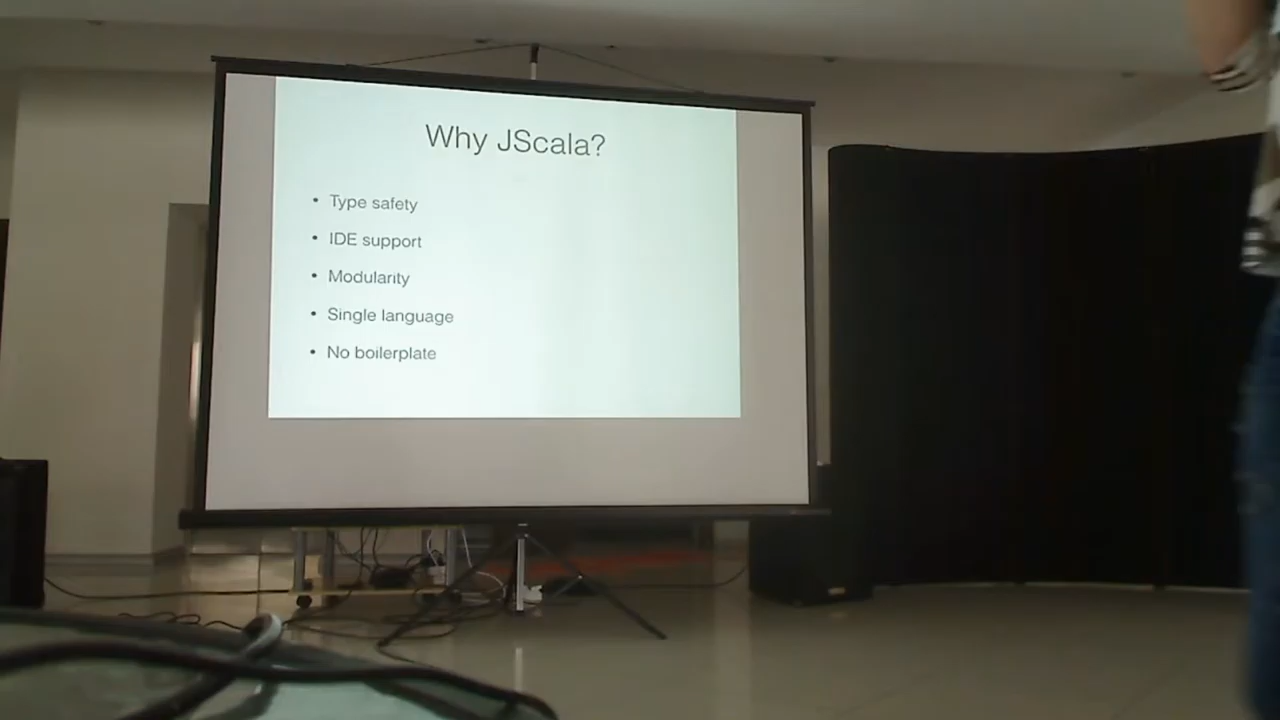 Why JScala?
• Type safety
• IDE support
• Modularity
• Single language
• No boilerplate